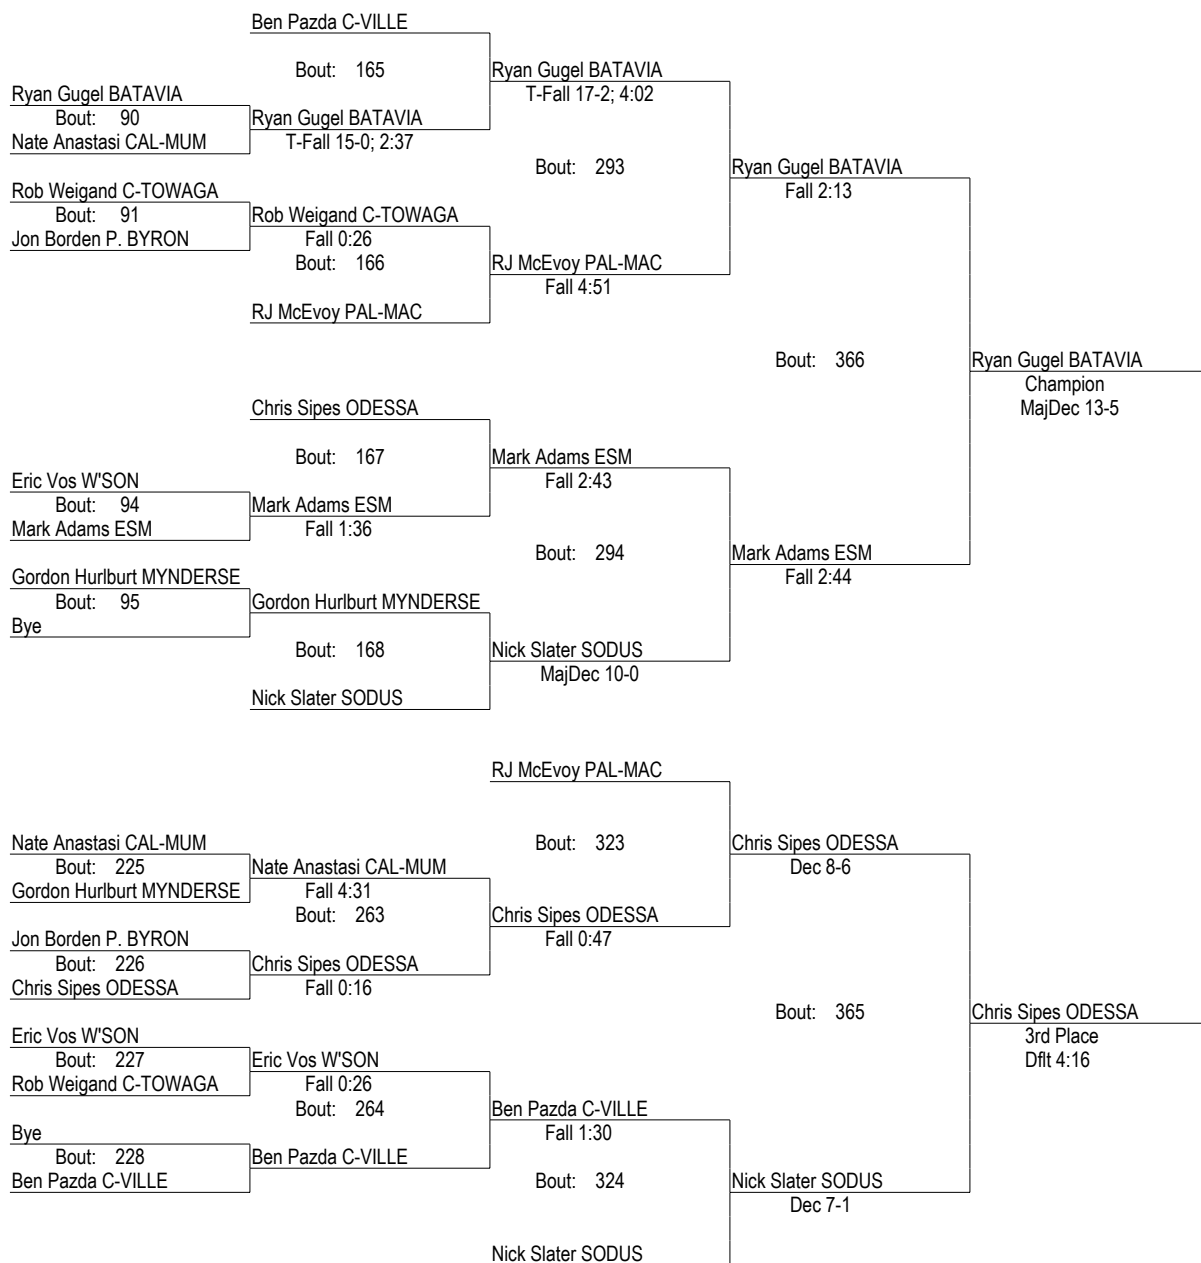 Ben Pazda C-VILLE
Bout: 165
Ryan Gugel BATAVIA
T-Fall 17-2; 4:02
Ryan Gugel BATAVIA
Bout: 90
Nate Anastasi CAL-MUM
Ryan Gugel BATAVIA
T-Fall 15-0; 2:37
Bout: 293
Ryan Gugel BATAVIA
Fall 2:13
Rob Weigand C-TOWAGA
Bout: 91
Jon Borden P. BYRON
Rob Weigand C-TOWAGA
Fall 0:26
Bout: 166
RJ McEvoy PAL-MAC
Fall 4:51
RJ McEvoy PAL-MAC
Bout: 366
Ryan Gugel BATAVIA
Champion
MajDec 13-5
Chris Sipes ODESSA
Bout: 167
Mark Adams ESM
Fall 2:43
Eric Vos W'SON
Bout: 94
Mark Adams ESM
Mark Adams ESM
Fall 1:36
Bout: 294
Mark Adams ESM
Fall 2:44
Gordon Hurlburt MYNDERSE
Bout: 95
Bye
Gordon Hurlburt MYNDERSE
Bout: 168
Nick Slater SODUS
MajDec 10-0
Nick Slater SODUS
RJ McEvoy PAL-MAC
Bout: 323
Chris Sipes ODESSA
Dec 8-6
Nate Anastasi CAL-MUM
Bout: 225
Gordon Hurlburt MYNDERSE
Nate Anastasi CAL-MUM
Fall 4:31
Bout: 263
Chris Sipes ODESSA
Fall 0:47
Jon Borden P. BYRON
Bout: 226
Chris Sipes ODESSA
Chris Sipes ODESSA
Fall 0:16
Bout: 365
Chris Sipes ODESSA
3rd Place
Dflt 4:16
Eric Vos W'SON
Bout: 227
Rob Weigand C-TOWAGA
Eric Vos W'SON
Fall 0:26
Bout: 264
Ben Pazda C-VILLE
Fall 1:30
Bye
Bout: 228
Ben Pazda C-VILLE
Ben Pazda C-VILLE
Bout: 324
Nick Slater SODUS
Dec 7-1
Nick Slater SODUS